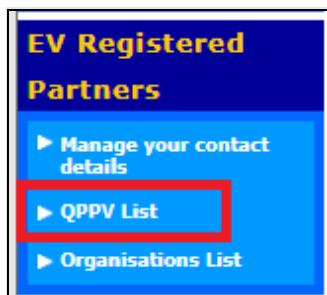 EV Registered
Partners
Manage your contact
details
QPPV List
Organisations List